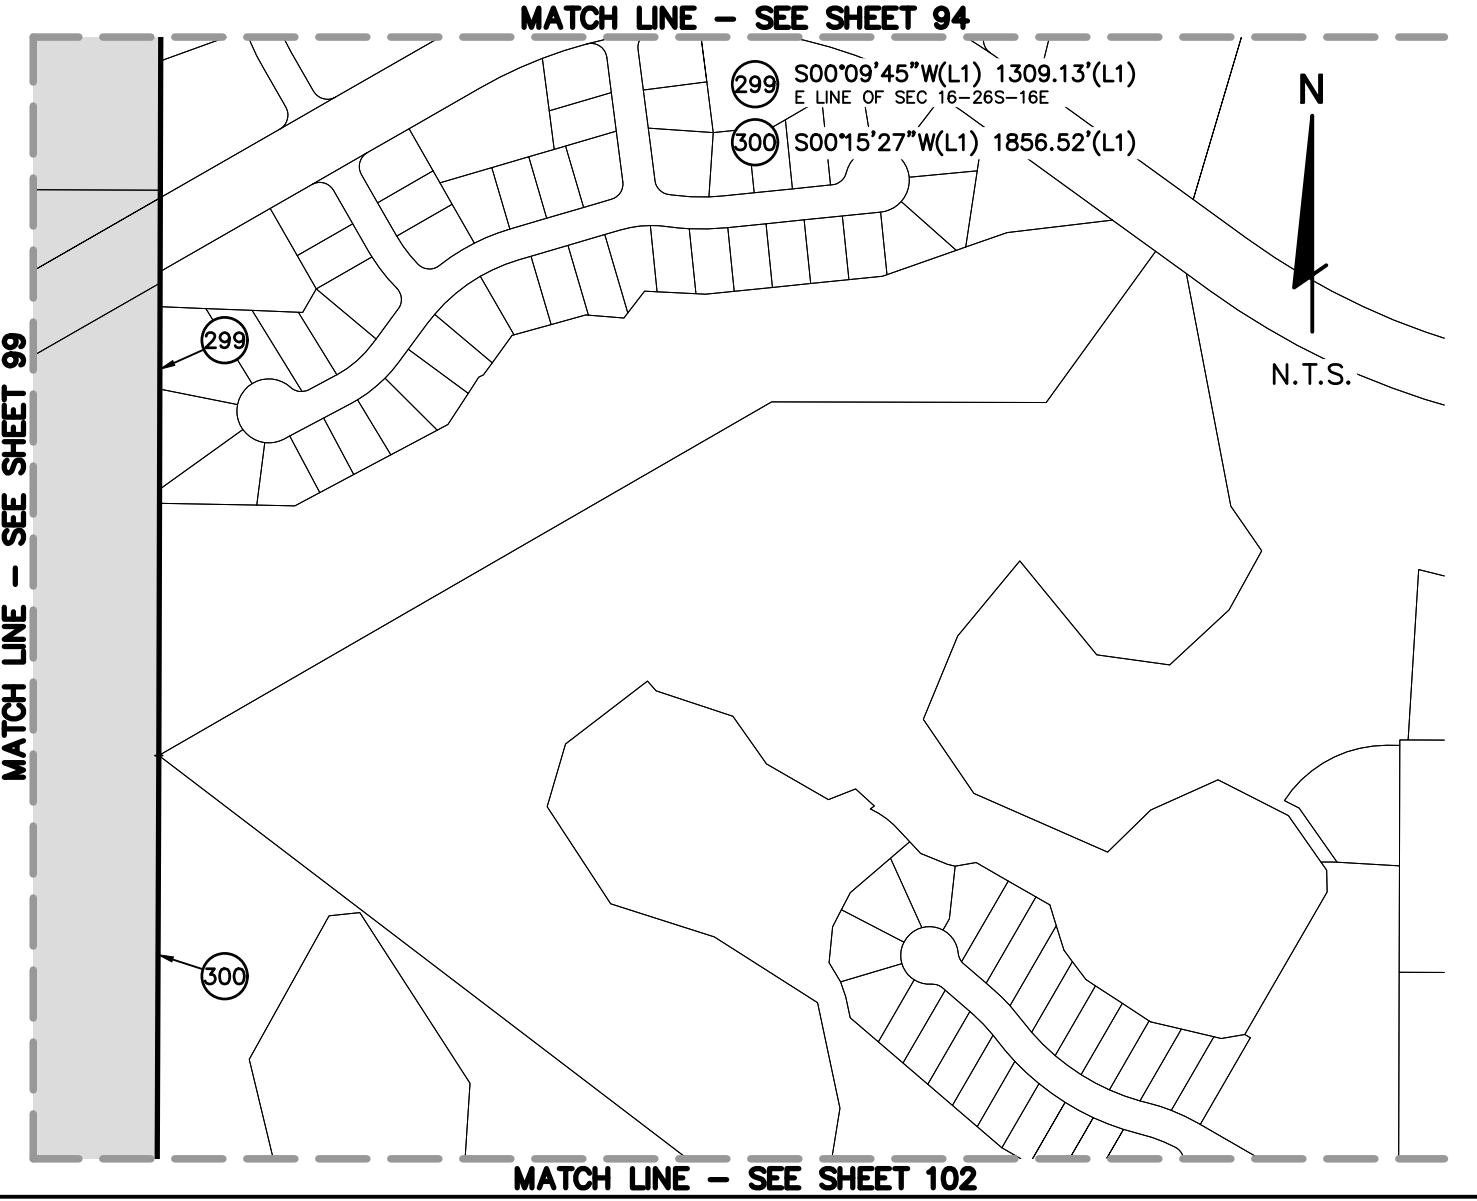 MATCH LINE - SEE SHEET 94
299 S00°09'45"W(L1) 1309.13'(L1)
E LINE OF SEC 16-26S-16E
300 S00°15'27"W(L1) 1856.52'(L1)
N
N.T.S.
MATCH LINE - SEE SHEET 99
299
300
MATCH LINE - SEE SHEET 102